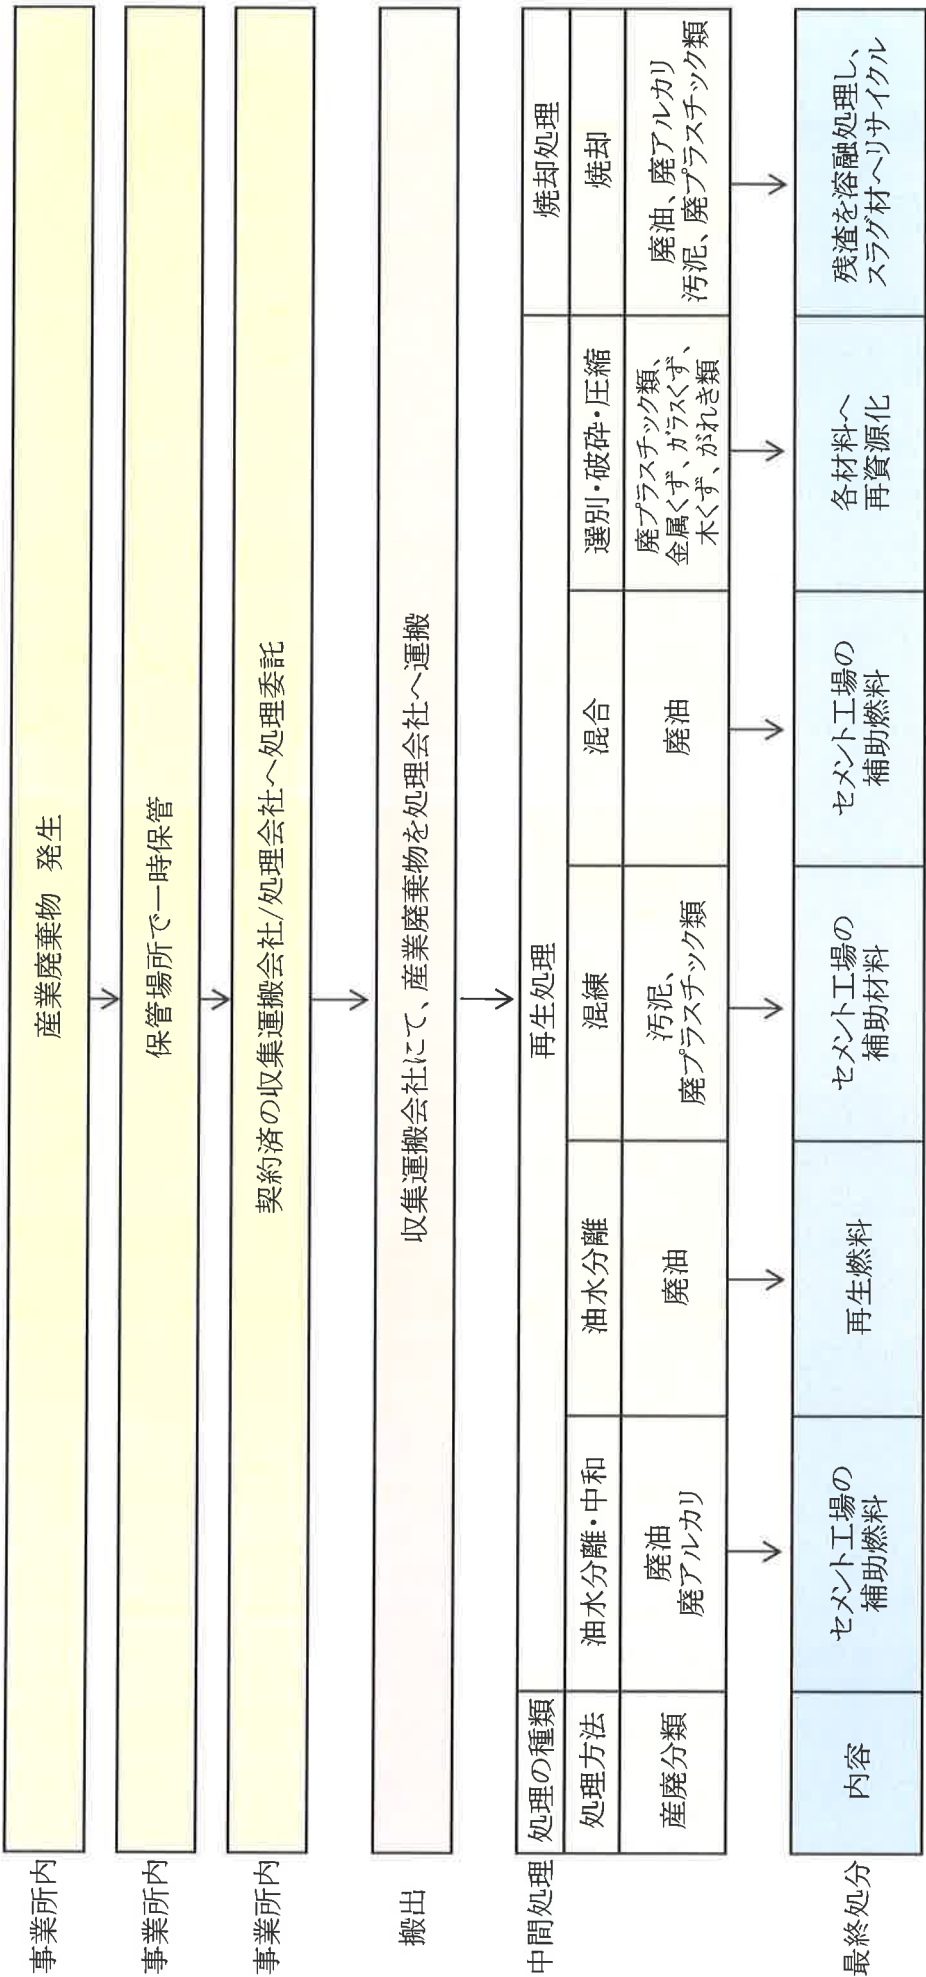 事業所内
産業廃棄物 発生
事業所内
保管場所で一時保管
事業所内
契約済の収集運搬会社/処理会社へ処理委託
搬出
収集運搬会社にて、産業廃棄物を処理会社へ運搬
中間処理
処理の種類
再生処理
焼却処理
処理方法
油水分離・中和
油水分離
混練
混合
選別・破砕・圧縮
焼却
産廃分類
廃油
廃アルカリ
廃油
汚泥、
廃プラスチック類
廃油
廃プラスチック類、
金属くず、ガラスくず、
木くず、がれき類
廃油、廃アルカリ
汚泥、廃プラスチック類
最終処分
内容
セメント工場の
補助燃料
再生燃料
セメント工場の
補助材料
セメント工場の
補助燃料
各材料へ
再資源化
残渣を溶融処理し、
スラグ材へリサイクル